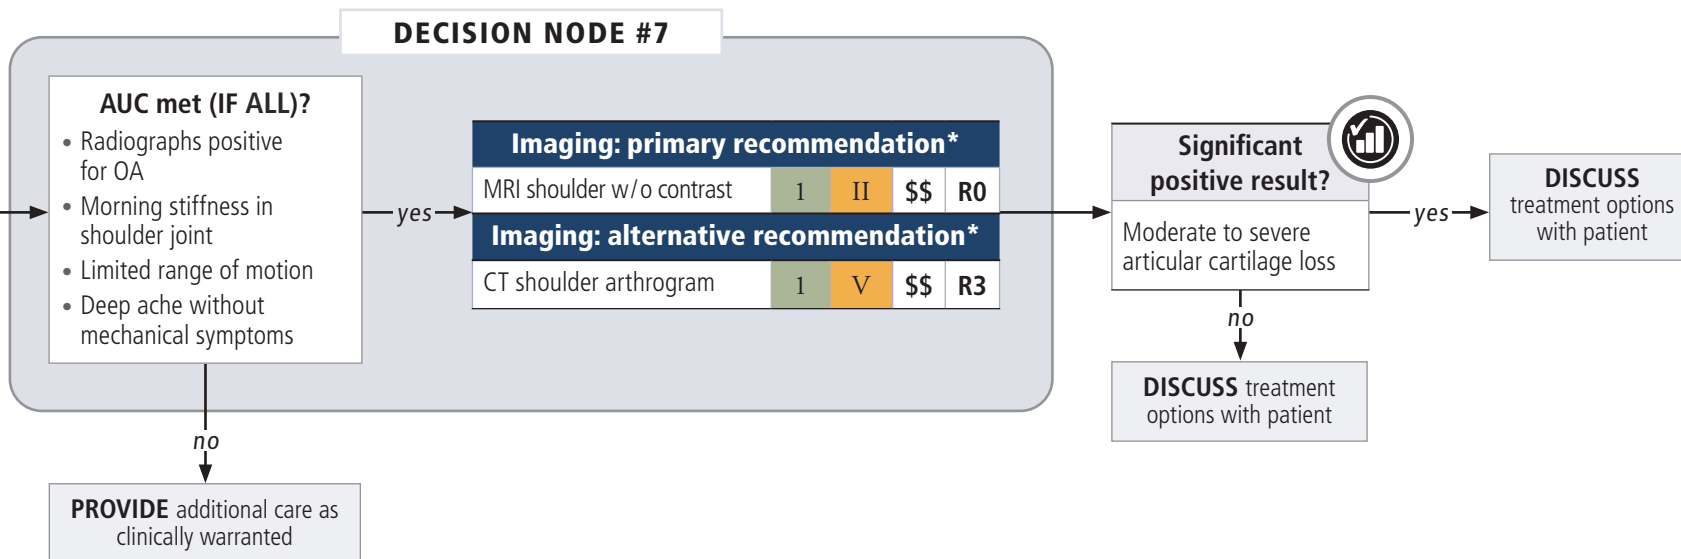 DECISION NODE #7
AUC met (IF ALL)?
• Radiographs positive
for OA
• Morning stiffness in
shoulder joint
• Limited range of motion
• Deep ache without
mechanical symptoms
yes
Imaging: primary recommendation*
MRI shoulder w/o contrast 1 II $$ R0
Imaging: alternative recommendation*
CT shoulder arthrogram 1 V $$ R3
Significant
positive result?
Moderate to severe
articular cartilage loss
yes
DISCUSS
treatment options
with patient
no
DISCUSS treatment
options with patient
no
PROVIDE additional care as
clinically warranted